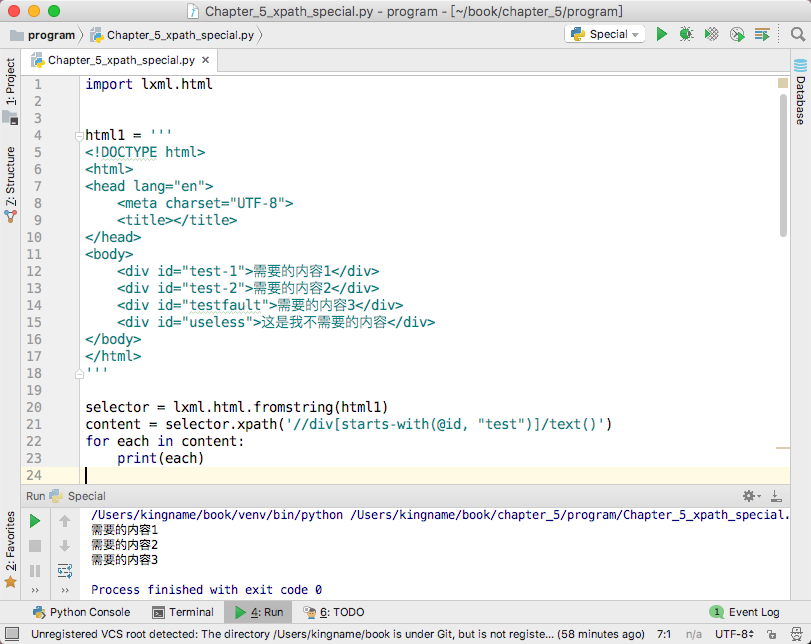 Chapter_5_xpath_special.py - program - [~/book/chapter_5/program]
program Chapter_5_xpath_special.py Special
Chapter_5_xpath_special.py
1: Project
Z: Structure
2: Favorites
Database
1 import lxml.html
2
3
4 html1 = '''
5 <!DOCTYPE html>
6 <html>
7 <head lang="en">
8 <meta charset="UTF-8">
9 <title></title>
10 </head>
11 <body>
12 <div id="test-1">需要的内容1</div>
13 <div id="test-2">需要的内容2</div>
14 <div id="testfault">需要的内容3</div>
15 <div id="useless">这是我不需要的内容</div>
16 </body>
17 </html>
18 '''
19
20 selector = lxml.html.fromstring(html1)
21 content = selector.xpath('//div[starts-with(@id, "test")]/text()')
22 for each in content:
23 print(each)
24
Run Special
/Users/kingname/book/venv/bin/python /Users/kingname/book/chapter_5/program/Chapter_5_xpath_special.
需要的内容1
需要的内容2
需要的内容3
Process finished with exit code 0
Python Console Terminal 4: Run 6: TODO 1 Event Log
Unregistered VCS root detected: The directory /Users/kingname/book is under Git, but is not registe... (58 minutes ago) 7:1 n/a UTF-8